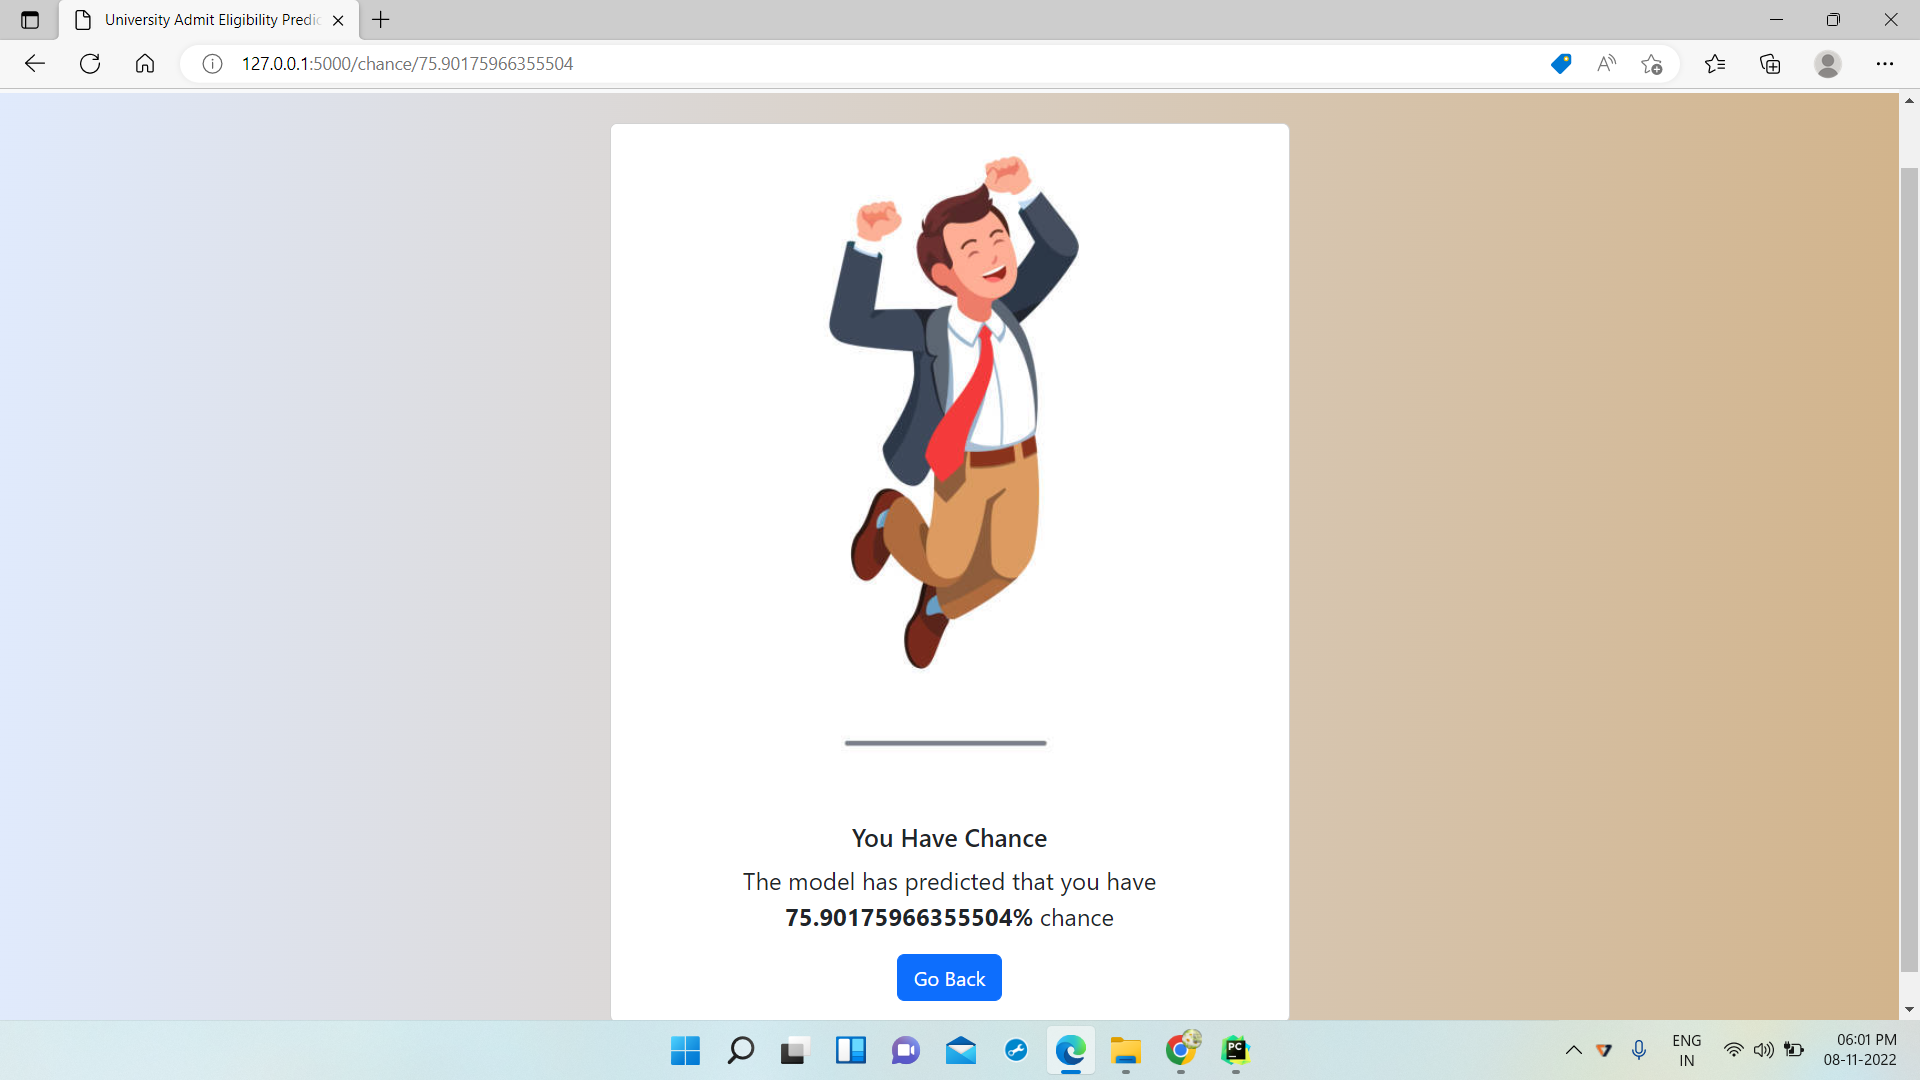 University Admit Eligibility Predic
127.0.0.1:5000/chance/75.90175966355504
You Have Chance
The model has predicted that you have
75.90175966355504% chance
Go Back
PC
ENG
IN
06:01 PM
08-11-2022